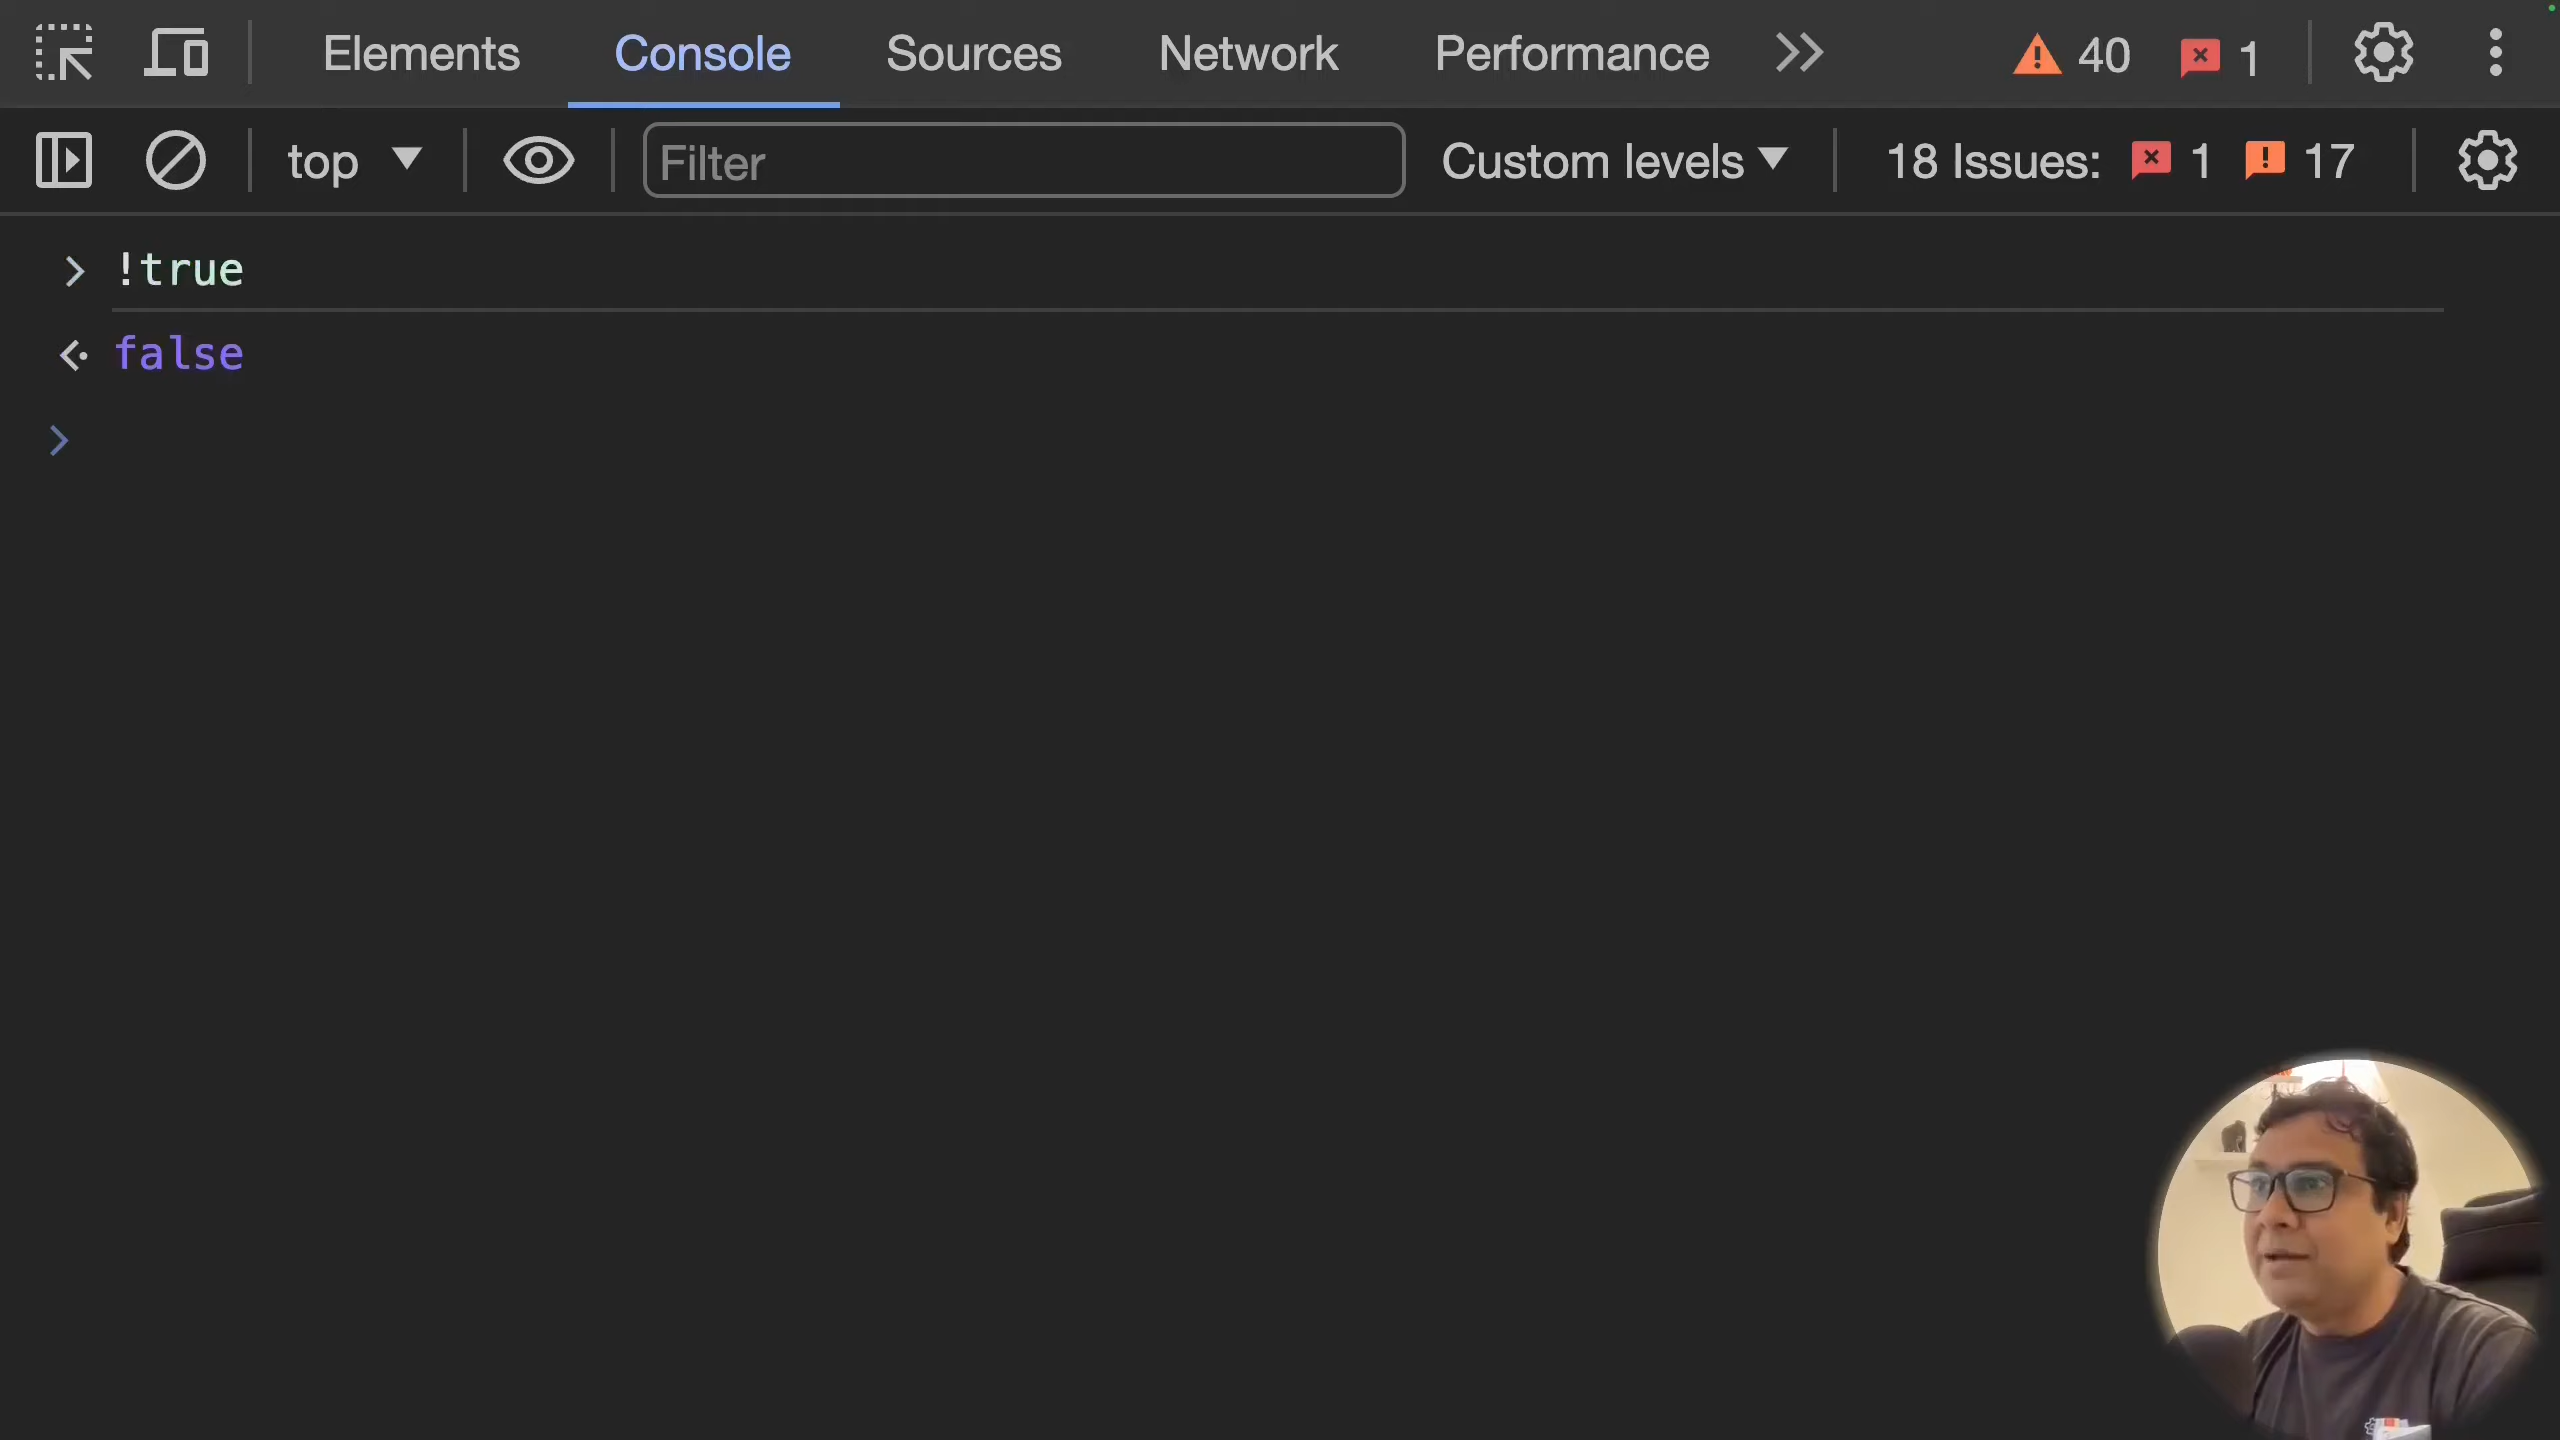 Elements Console Sources Network Performance 40 1
top Filter Custom levels 18 Issues: 1 17
!true
false